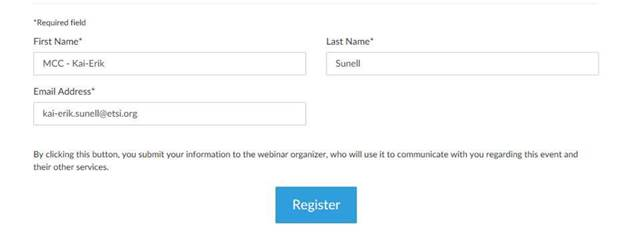 *Required field
First Name*
Last Name*
MCC - Kai-Erik
Sunell
Email Address*
kai-erik.sunell@etsi.org
By clicking this button, you submit your information to the webinar organizer, who will use it to communicate with you regarding this event and
their other services.
Register